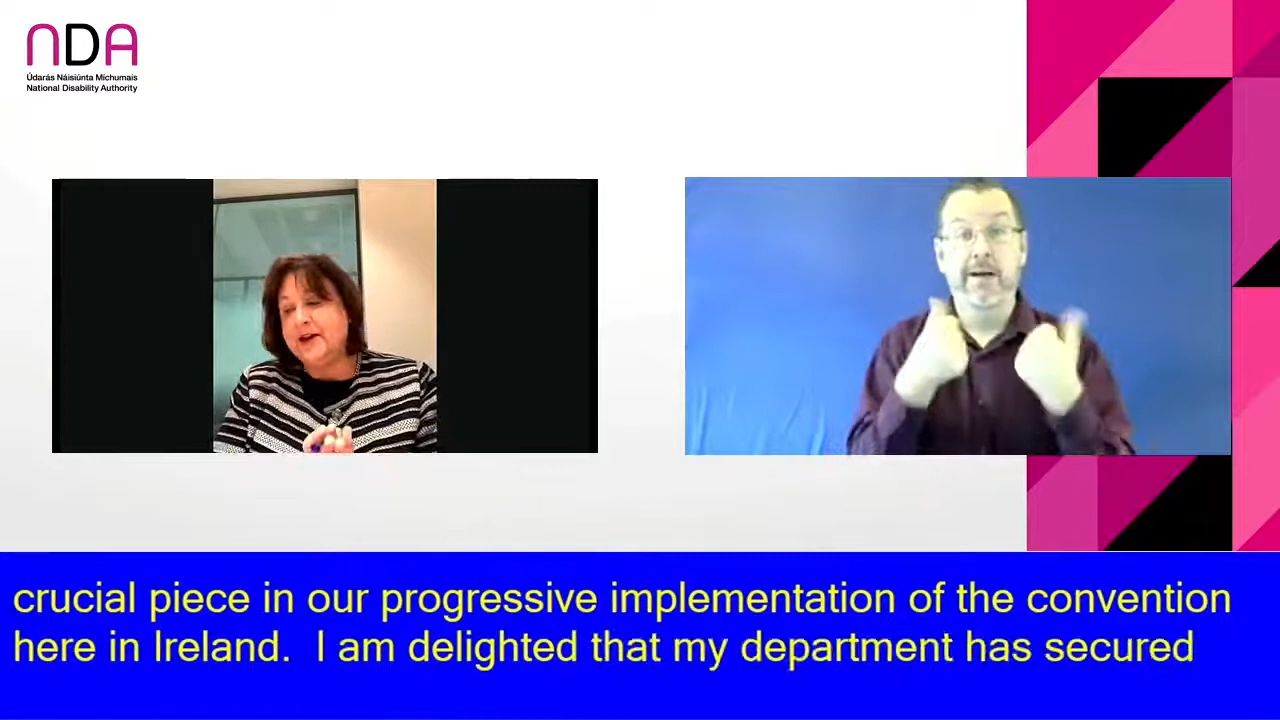 NDA
Údarás Náisiúnta Míchumais
National Disability Authority
crucial piece in our progressive implementation of the convention
here in Ireland.  I am delighted that my department has secured